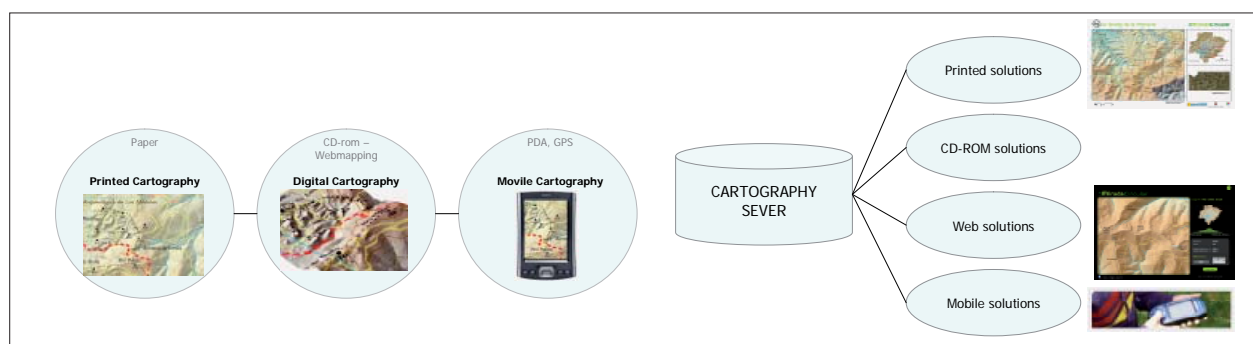 Paper
Printed Cartography
CD-rom –
Webmapping
Digital Cartography
PDA, GPS
Movile Cartography
CARTOGRAPHY
SEVER
Printed solutions
CD-ROM solutions
Web solutions
Mobile solutions